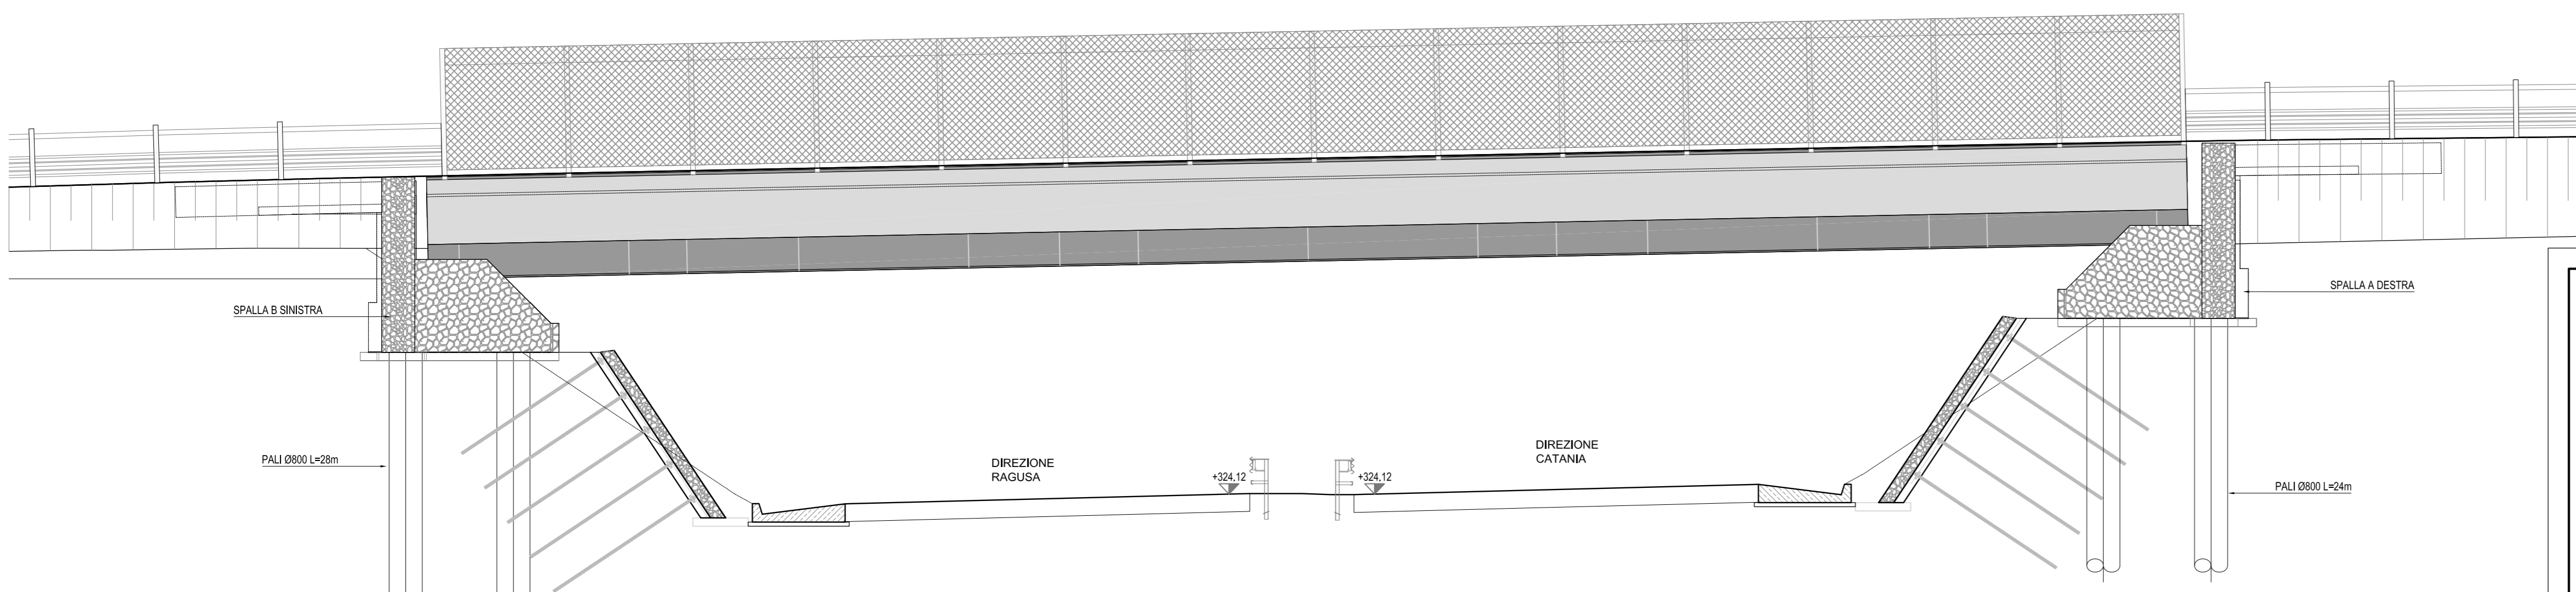 SPALLA B SINISTRA
SPALLA A DESTRA
PALI Ø800 L=28m
DIREZIONE
RAGUSA
+324,12
+324,12
DIREZIONE
CATANIA
PALI Ø800 L=24m